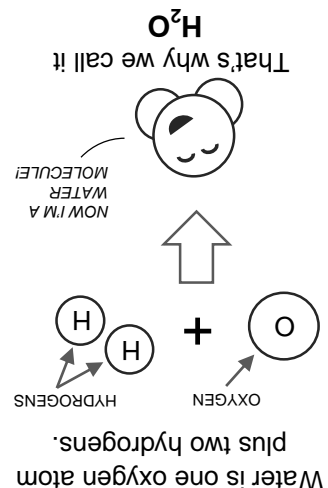 Water is one oxygen atom
plus two hydrogens.
OXYGEN
HYDROGENS
O
+
H
H
NOW I'M A
WATER
MOLECULE!
That's why we call it
H₂O